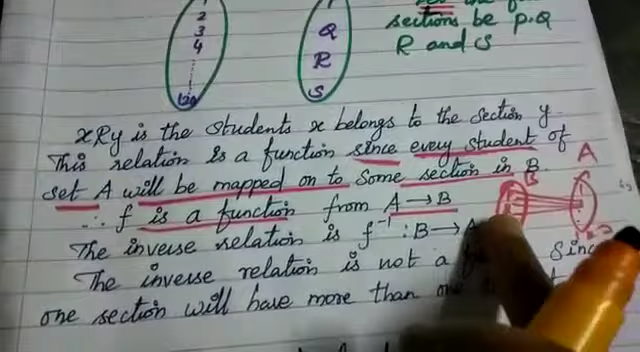 2
3
4
Q
R
S
sections be P.Q
R and S
xRy is the students x belongs to the section y.
This relation is a function since every student of
set A will be mapped on to some section in B.
∴ f is a function from A → B
The inverse relation is f⁻¹ : B →
The inverse relation is not a
one section will have more than
B
A